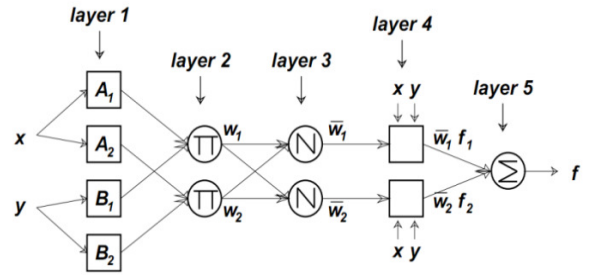 layer 1
layer 4
layer 2
layer 3
layer 5
x y
A₁
w₁
w̅₁
w̅₁ f₁
x
A₂
∏
N
Σ
f
y
B₁
∏
N
w₂
w̅₂
w̅₂ f₂
B₂
x y